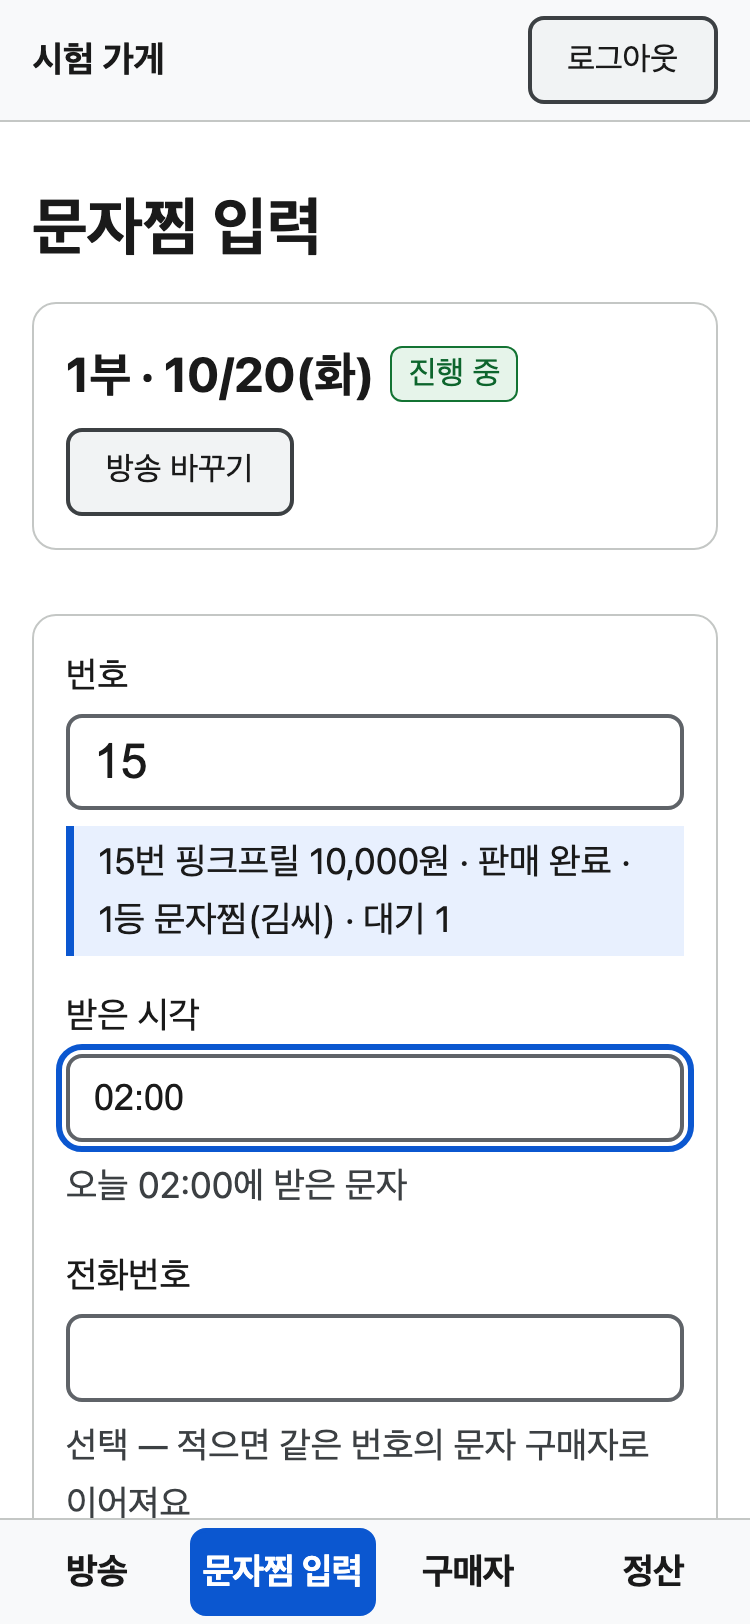 시험 가게
로그아웃
문자찜 입력
1부 · 10/20(화) 진행 중
방송 바꾸기
번호
15
15번 핑크프릴 10,000원 · 판매 완료 ·
1등 문자찜(김씨) · 대기 1
받은 시각
02:00
오늘 02:00에 받은 문자
전화번호
선택 — 적으면 같은 번호의 문자 구매자로
이어져요
방송 문자찜 입력 구매자 정산